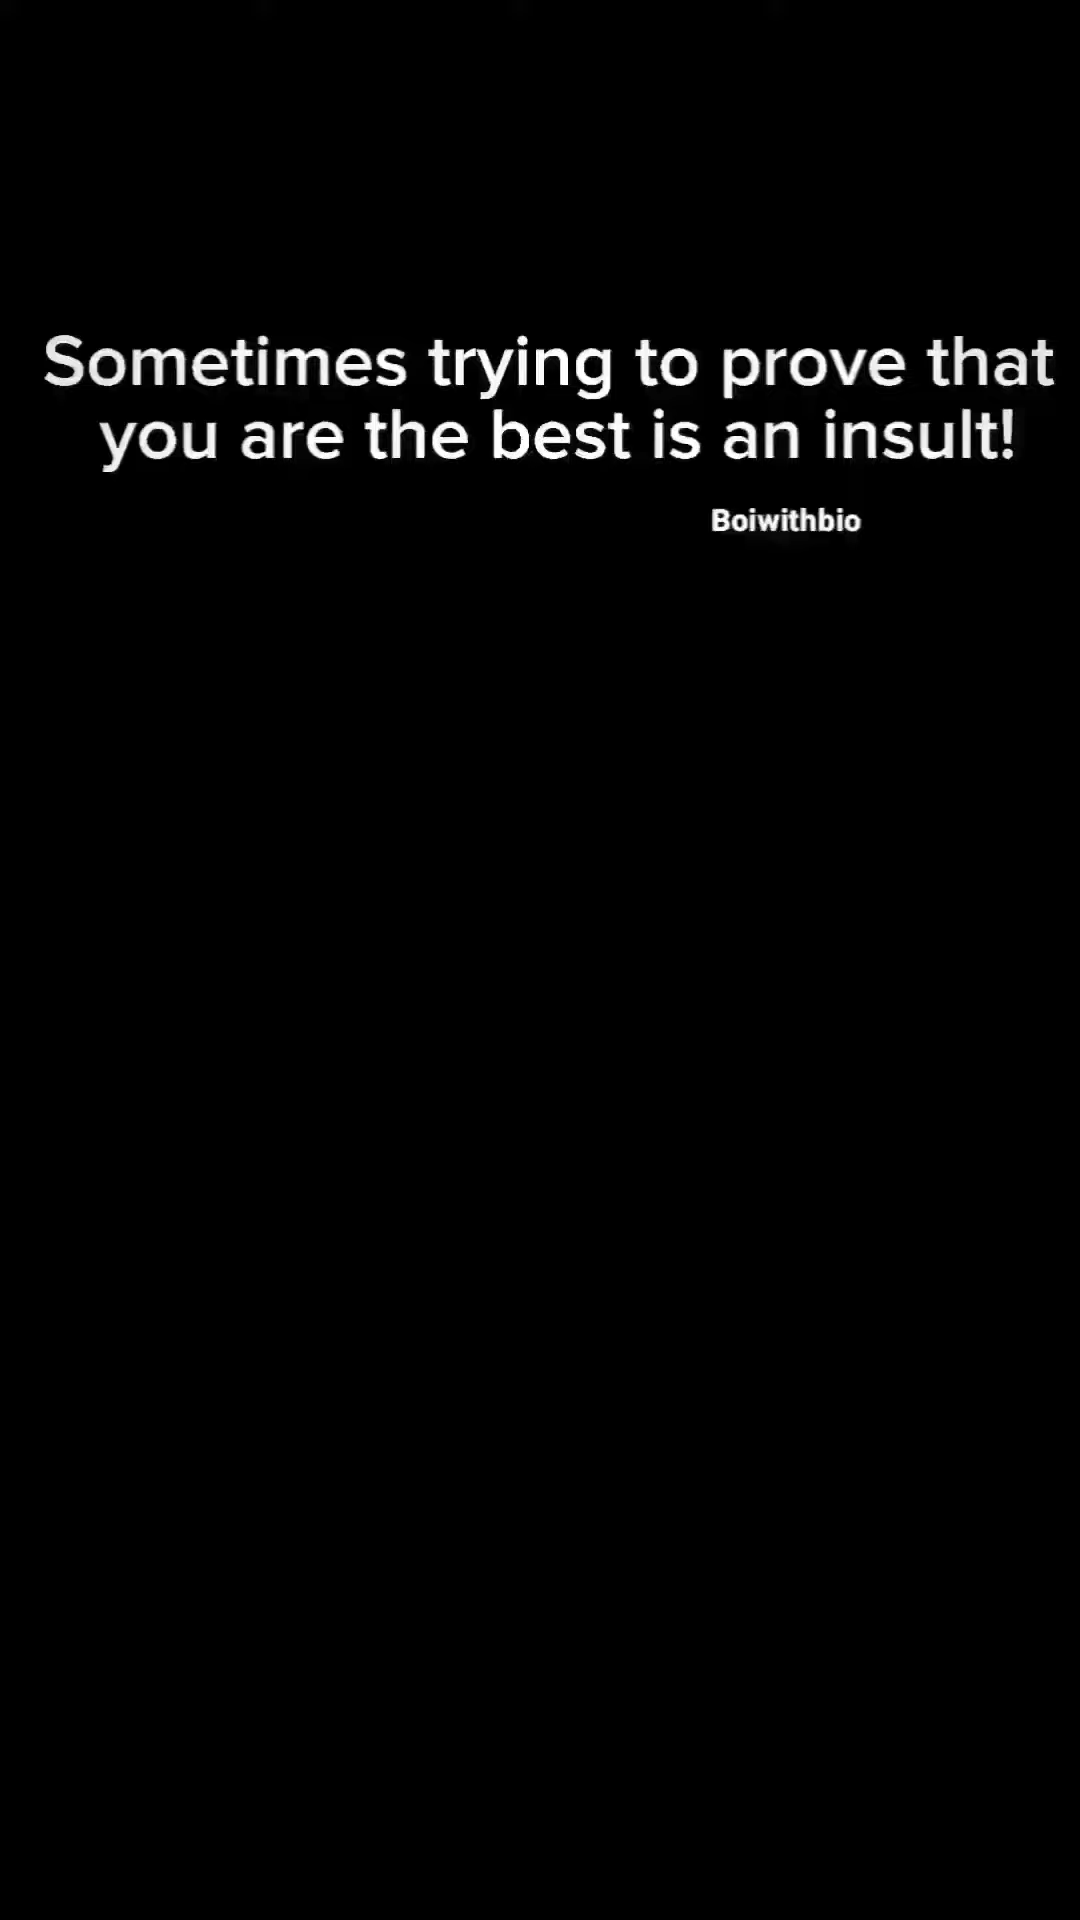 Sometimes trying to prove that
you are the best is an insult!
Boiwithbio